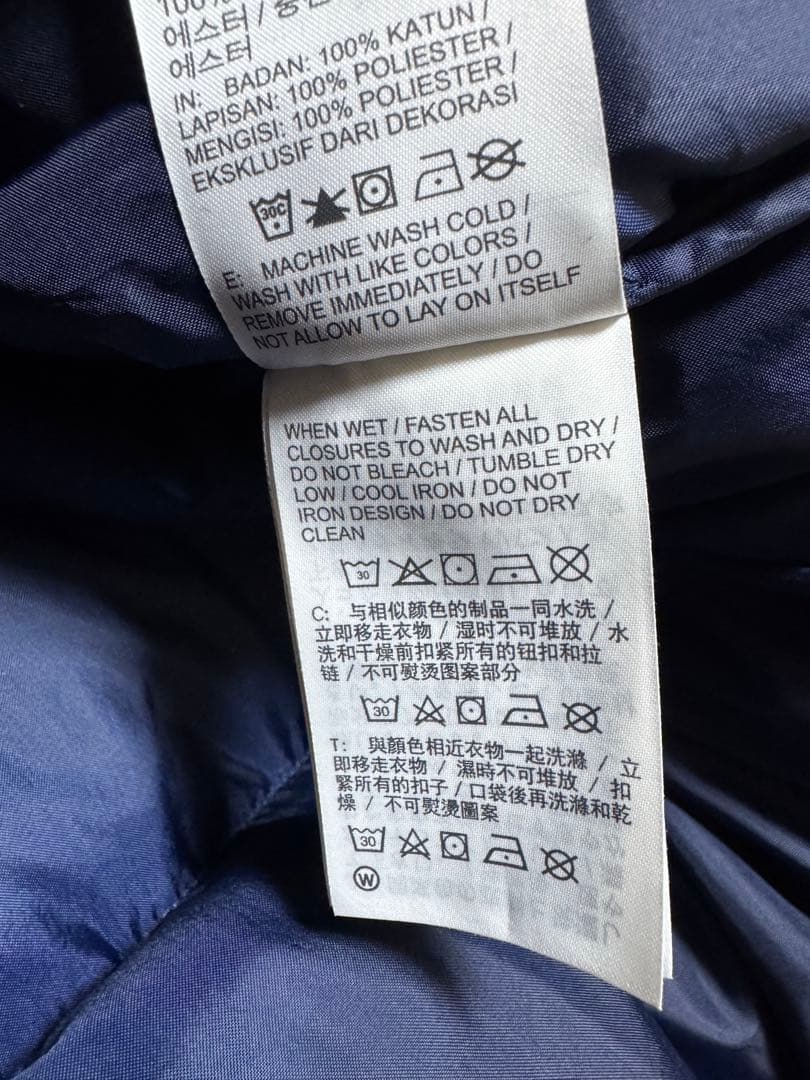 100%
에스터 / 충전
에스터
IN: BADAN: 100% KATUN /
LAPISAN: 100% POLIESTER /
MENGISI: 100% POLIESTER /
EKSKLUSIF DARI DEKORASI
30C
E: MACHINE WASH COLD /
WASH WITH LIKE COLORS /
REMOVE IMMEDIATELY / DO
NOT ALLOW TO LAY ON ITSELF
WHEN WET / FASTEN ALL
CLOSURES TO WASH AND DRY /
DO NOT BLEACH / TUMBLE DRY
LOW / COOL IRON / DO NOT
IRON DESIGN / DO NOT DRY
CLEAN
30
C: 与相似颜色的制品一同水洗 /
立即移走衣物 / 湿时不可堆放 / 水
洗和干燥前扣紧所有的钮扣和拉
链 / 不可熨烫图案部分
30
T: 與顏色相近衣物一起洗滌 / 立
即移走衣物 / 濕時不可堆放 / 扣
緊所有的扣子 / 口袋後再洗滌和乾
燥 / 不可熨燙圖案
30
W